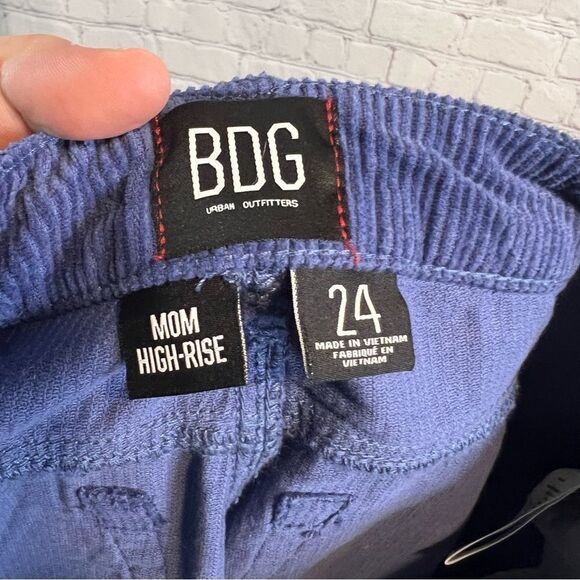 BDG
URBAN OUTFITTERS
MOM
HIGH-RISE
24
MADE IN VIETNAM
FABRIQUÉ EN
VIETNAM